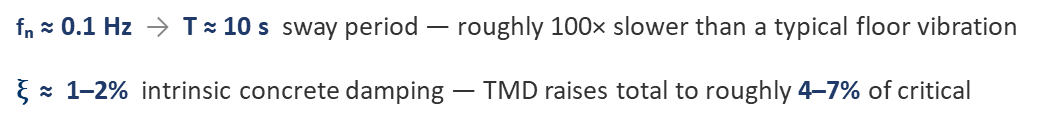 fₙ ≈ 0.1 Hz → T ≈ 10 s sway period — roughly 100× slower than a typical floor vibration
ξ ≈ 1–2% intrinsic concrete damping — TMD raises total to roughly 4–7% of critical